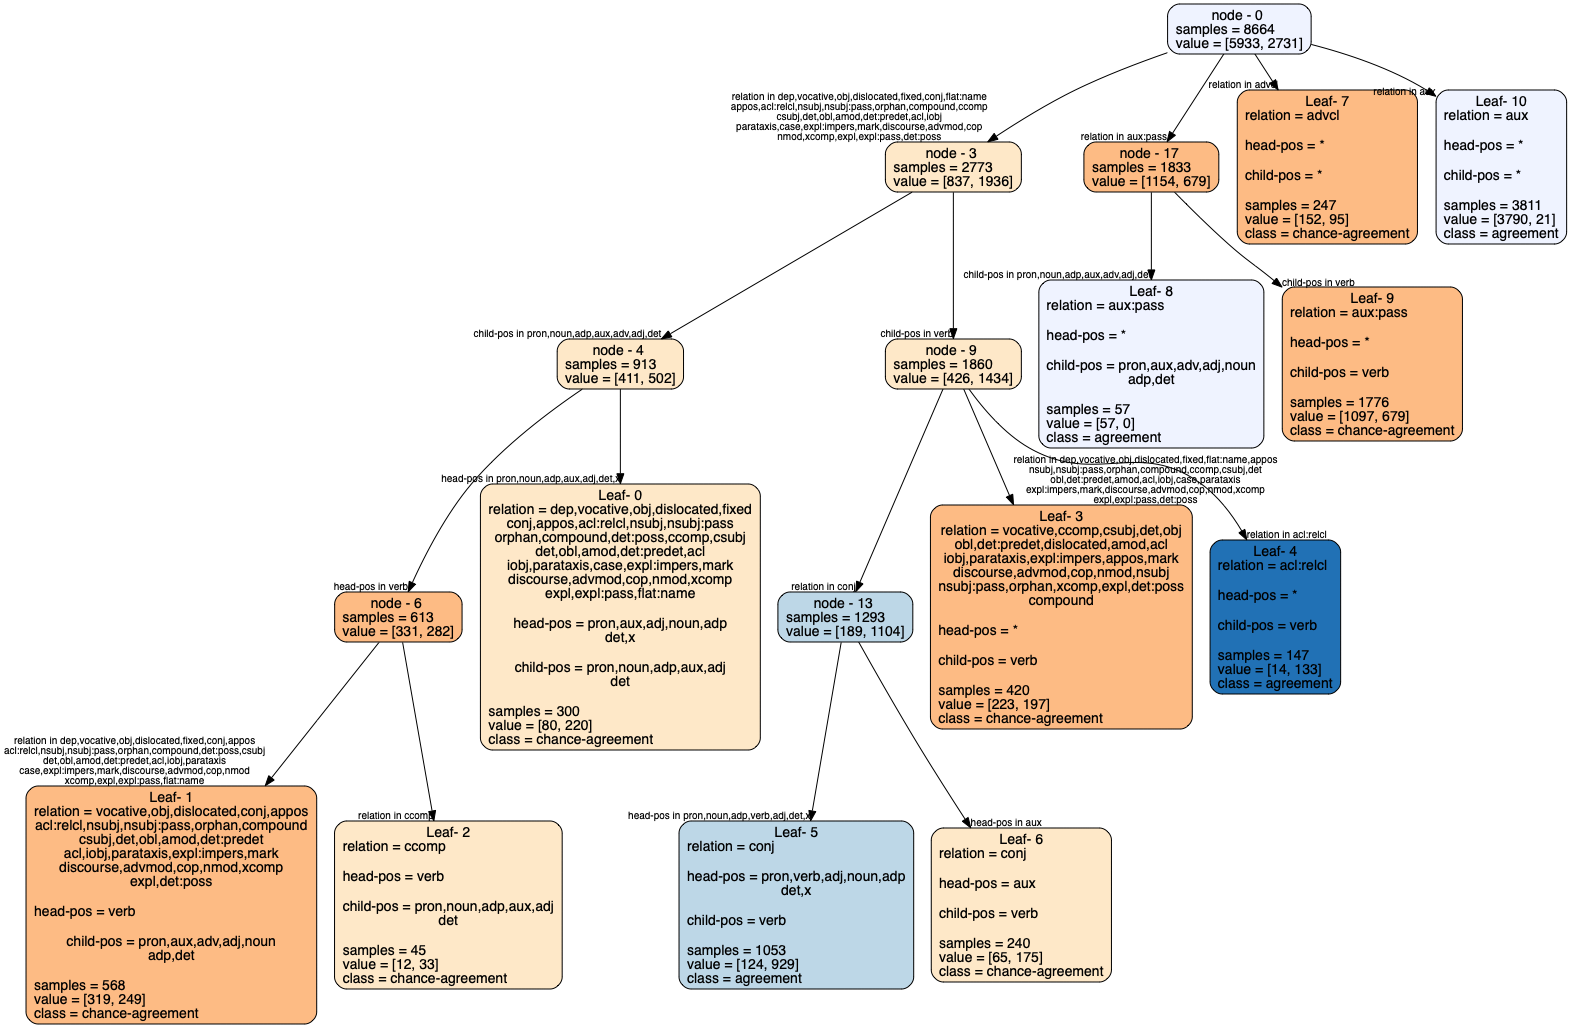 node - 0
samples = 8664
value = [5933, 2731]
relation in dep,vocative,obj,dislocated,fixed,conj,flat:name
appos,acl:relcl,nsubj,nsubj:pass,orphan,compound,ccomp
csubj,det,obl,amod,det:predet,acl,iobj
parataxis,case,expl:impers,mark,discourse,advmod,cop
nmod,xcomp,expl,expl:pass,det:poss
node - 3
samples = 2773
value = [837, 1936]
relation in aux:pass
node - 17
samples = 1833
value = [1154, 679]
relation in advcl
Leaf- 7
relation = advcl
head-pos = *
child-pos = *
samples = 247
value = [152, 95]
class = chance-agreement
relation in aux
Leaf- 10
relation = aux
head-pos = *
child-pos = *
samples = 3811
value = [3790, 21]
class = agreement
child-pos in pron,noun,adp,aux,adv,adj,det
node - 4
samples = 913
value = [411, 502]
child-pos in verb
node - 9
samples = 1860
value = [426, 1434]
child-pos in pron,noun,adp,aux,adv,adj,det
Leaf- 8
relation = aux:pass
head-pos = *
child-pos = pron,aux,adv,adj,noun
adp,det
samples = 57
value = [57, 0]
class = agreement
child-pos in verb
Leaf- 9
relation = aux:pass
head-pos = *
child-pos = verb
samples = 1776
value = [1097, 679]
class = chance-agreement
head-pos in verb
node - 6
samples = 613
value = [331, 282]
head-pos in pron,noun,adp,aux,adj,det,x
Leaf- 0
relation = dep,vocative,obj,dislocated,fixed
conj,appos,acl:relcl,nsubj,nsubj:pass
orphan,compound,det:poss,ccomp,csubj
det,obl,amod,det:predet,acl
iobj,parataxis,case,expl:impers,mark
discourse,advmod,cop,nmod,xcomp
expl,expl:pass,flat:name
head-pos = pron,aux,adj,noun,adp
det,x
child-pos = pron,noun,adp,aux,adj
det
samples = 300
value = [80, 220]
class = chance-agreement
relation in conj
node - 13
samples = 1293
value = [189, 1104]
relation in dep,vocative,obj,dislocated,fixed,flat:name,appos
nsubj,nsubj:pass,orphan,compound,ccomp,csubj,det
obl,det:predet,amod,acl,iobj,case,parataxis
expl:impers,mark,discourse,advmod,cop,nmod,xcomp
expl,expl:pass,det:poss
Leaf- 3
relation = vocative,ccomp,csubj,det,obj
obl,det:predet,dislocated,amod,acl
iobj,parataxis,expl:impers,appos,mark
discourse,advmod,cop,nmod,nsubj
nsubj:pass,orphan,xcomp,expl,det:poss
compound
head-pos = *
child-pos = verb
samples = 420
value = [223, 197]
class = chance-agreement
relation in acl:relcl
Leaf- 4
relation = acl:relcl
head-pos = *
child-pos = verb
samples = 147
value = [14, 133]
class = agreement
relation in dep,vocative,obj,dislocated,fixed,conj,appos
acl:relcl,nsubj,nsubj:pass,orphan,compound,det:poss,csubj
det,obl,amod,det:predet,acl,iobj,parataxis
case,expl:impers,mark,discourse,advmod,cop,nmod
xcomp,expl,expl:pass,flat:name
Leaf- 1
relation = vocative,obj,dislocated,conj,appos
acl:relcl,nsubj,nsubj:pass,orphan,compound
csubj,det,obl,amod,det:predet
acl,iobj,parataxis,expl:impers,mark
discourse,advmod,cop,nmod,xcomp
expl,det:poss
head-pos = verb
child-pos = pron,aux,adv,adj,noun
adp,det
samples = 568
value = [319, 249]
class = chance-agreement
relation in ccomp
Leaf- 2
relation = ccomp
head-pos = verb
child-pos = pron,noun,adp,aux,adj
det
samples = 45
value = [12, 33]
class = chance-agreement
head-pos in pron,noun,adp,verb,adj,det,x
Leaf- 5
relation = conj
head-pos = pron,verb,adj,noun,adp
det,x
child-pos = verb
samples = 1053
value = [124, 929]
class = agreement
head-pos in aux
Leaf- 6
relation = conj
head-pos = aux
child-pos = verb
samples = 240
value = [65, 175]
class = chance-agreement